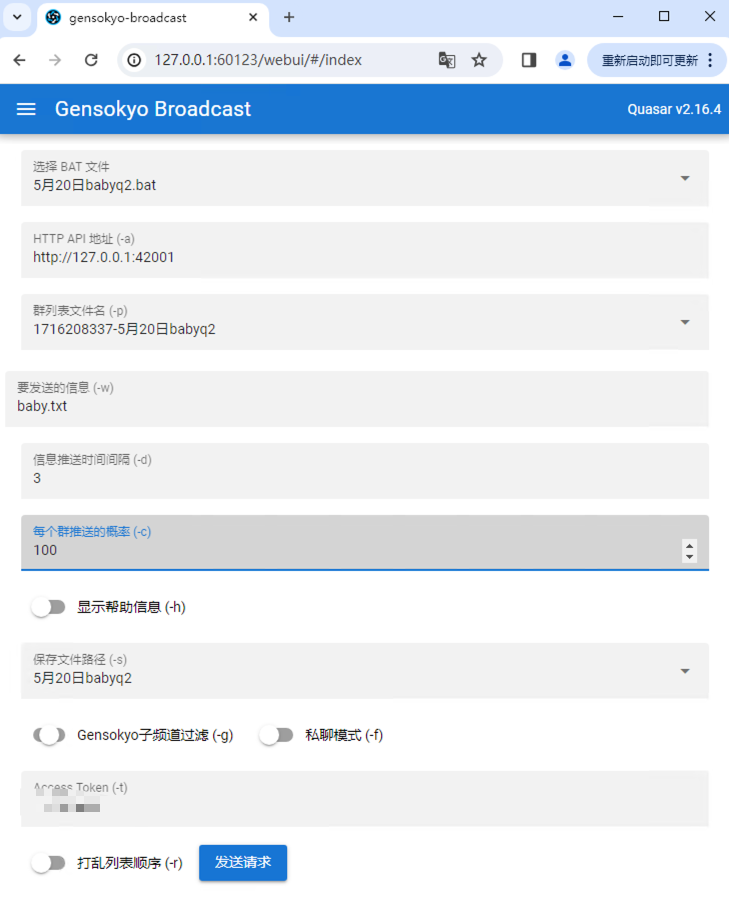 gensokyo-broadcast
127.0.0.1:60123/webui/#/index
重新启动即可更新
Gensokyo Broadcast
Quasar v2.16.4
选择 BAT 文件
5月20日babyq2.bat
HTTP API 地址 (-a)
http://127.0.0.1:42001
群列表文件名 (-p)
1716208337-5月20日babyq2
要发送的信息 (-w)
baby.txt
信息推送时间间隔 (-d)
3
每个群推送的概率 (-c)
100
显示帮助信息 (-h)
保存文件路径 (-s)
5月20日babyq2
Gensokyo子频道过滤 (-g) 私聊模式 (-f)
Access Token (-t)
打乱列表顺序 (-r) 发送请求